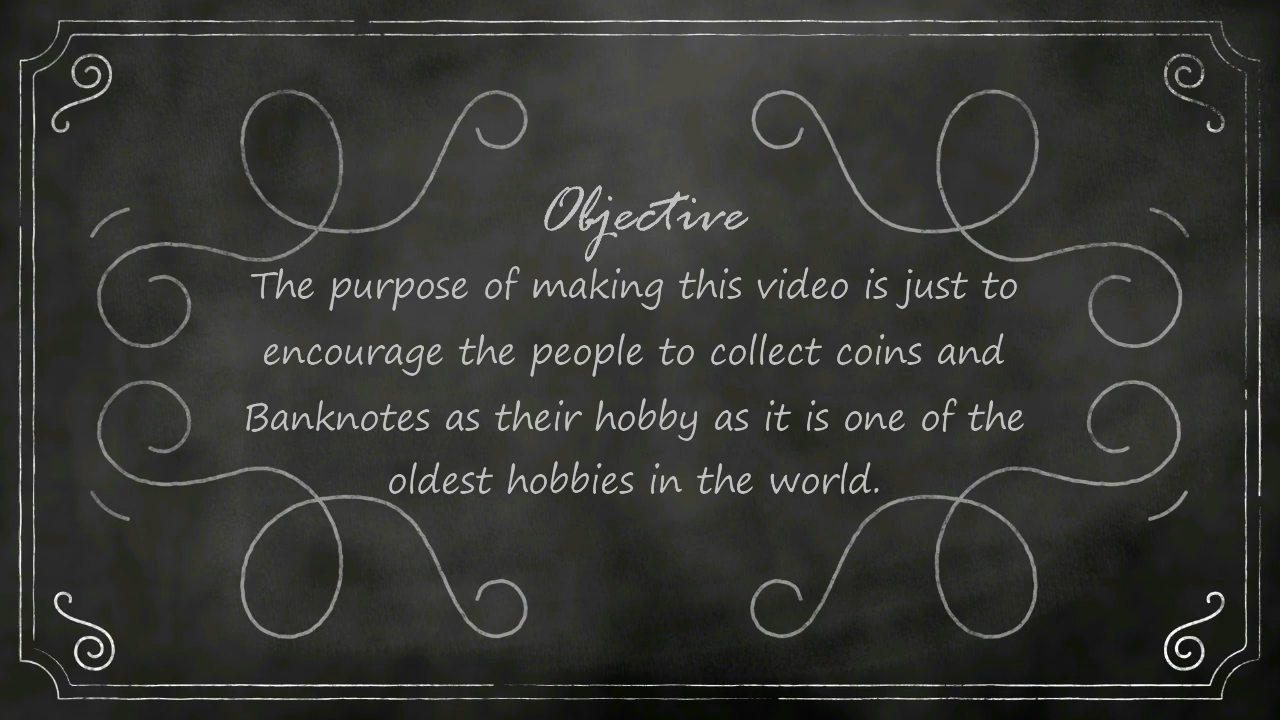 Objective
The purpose of making this video is just to
encourage the people to collect coins and
Banknotes as their hobby as it is one of the
oldest hobbies in the world.